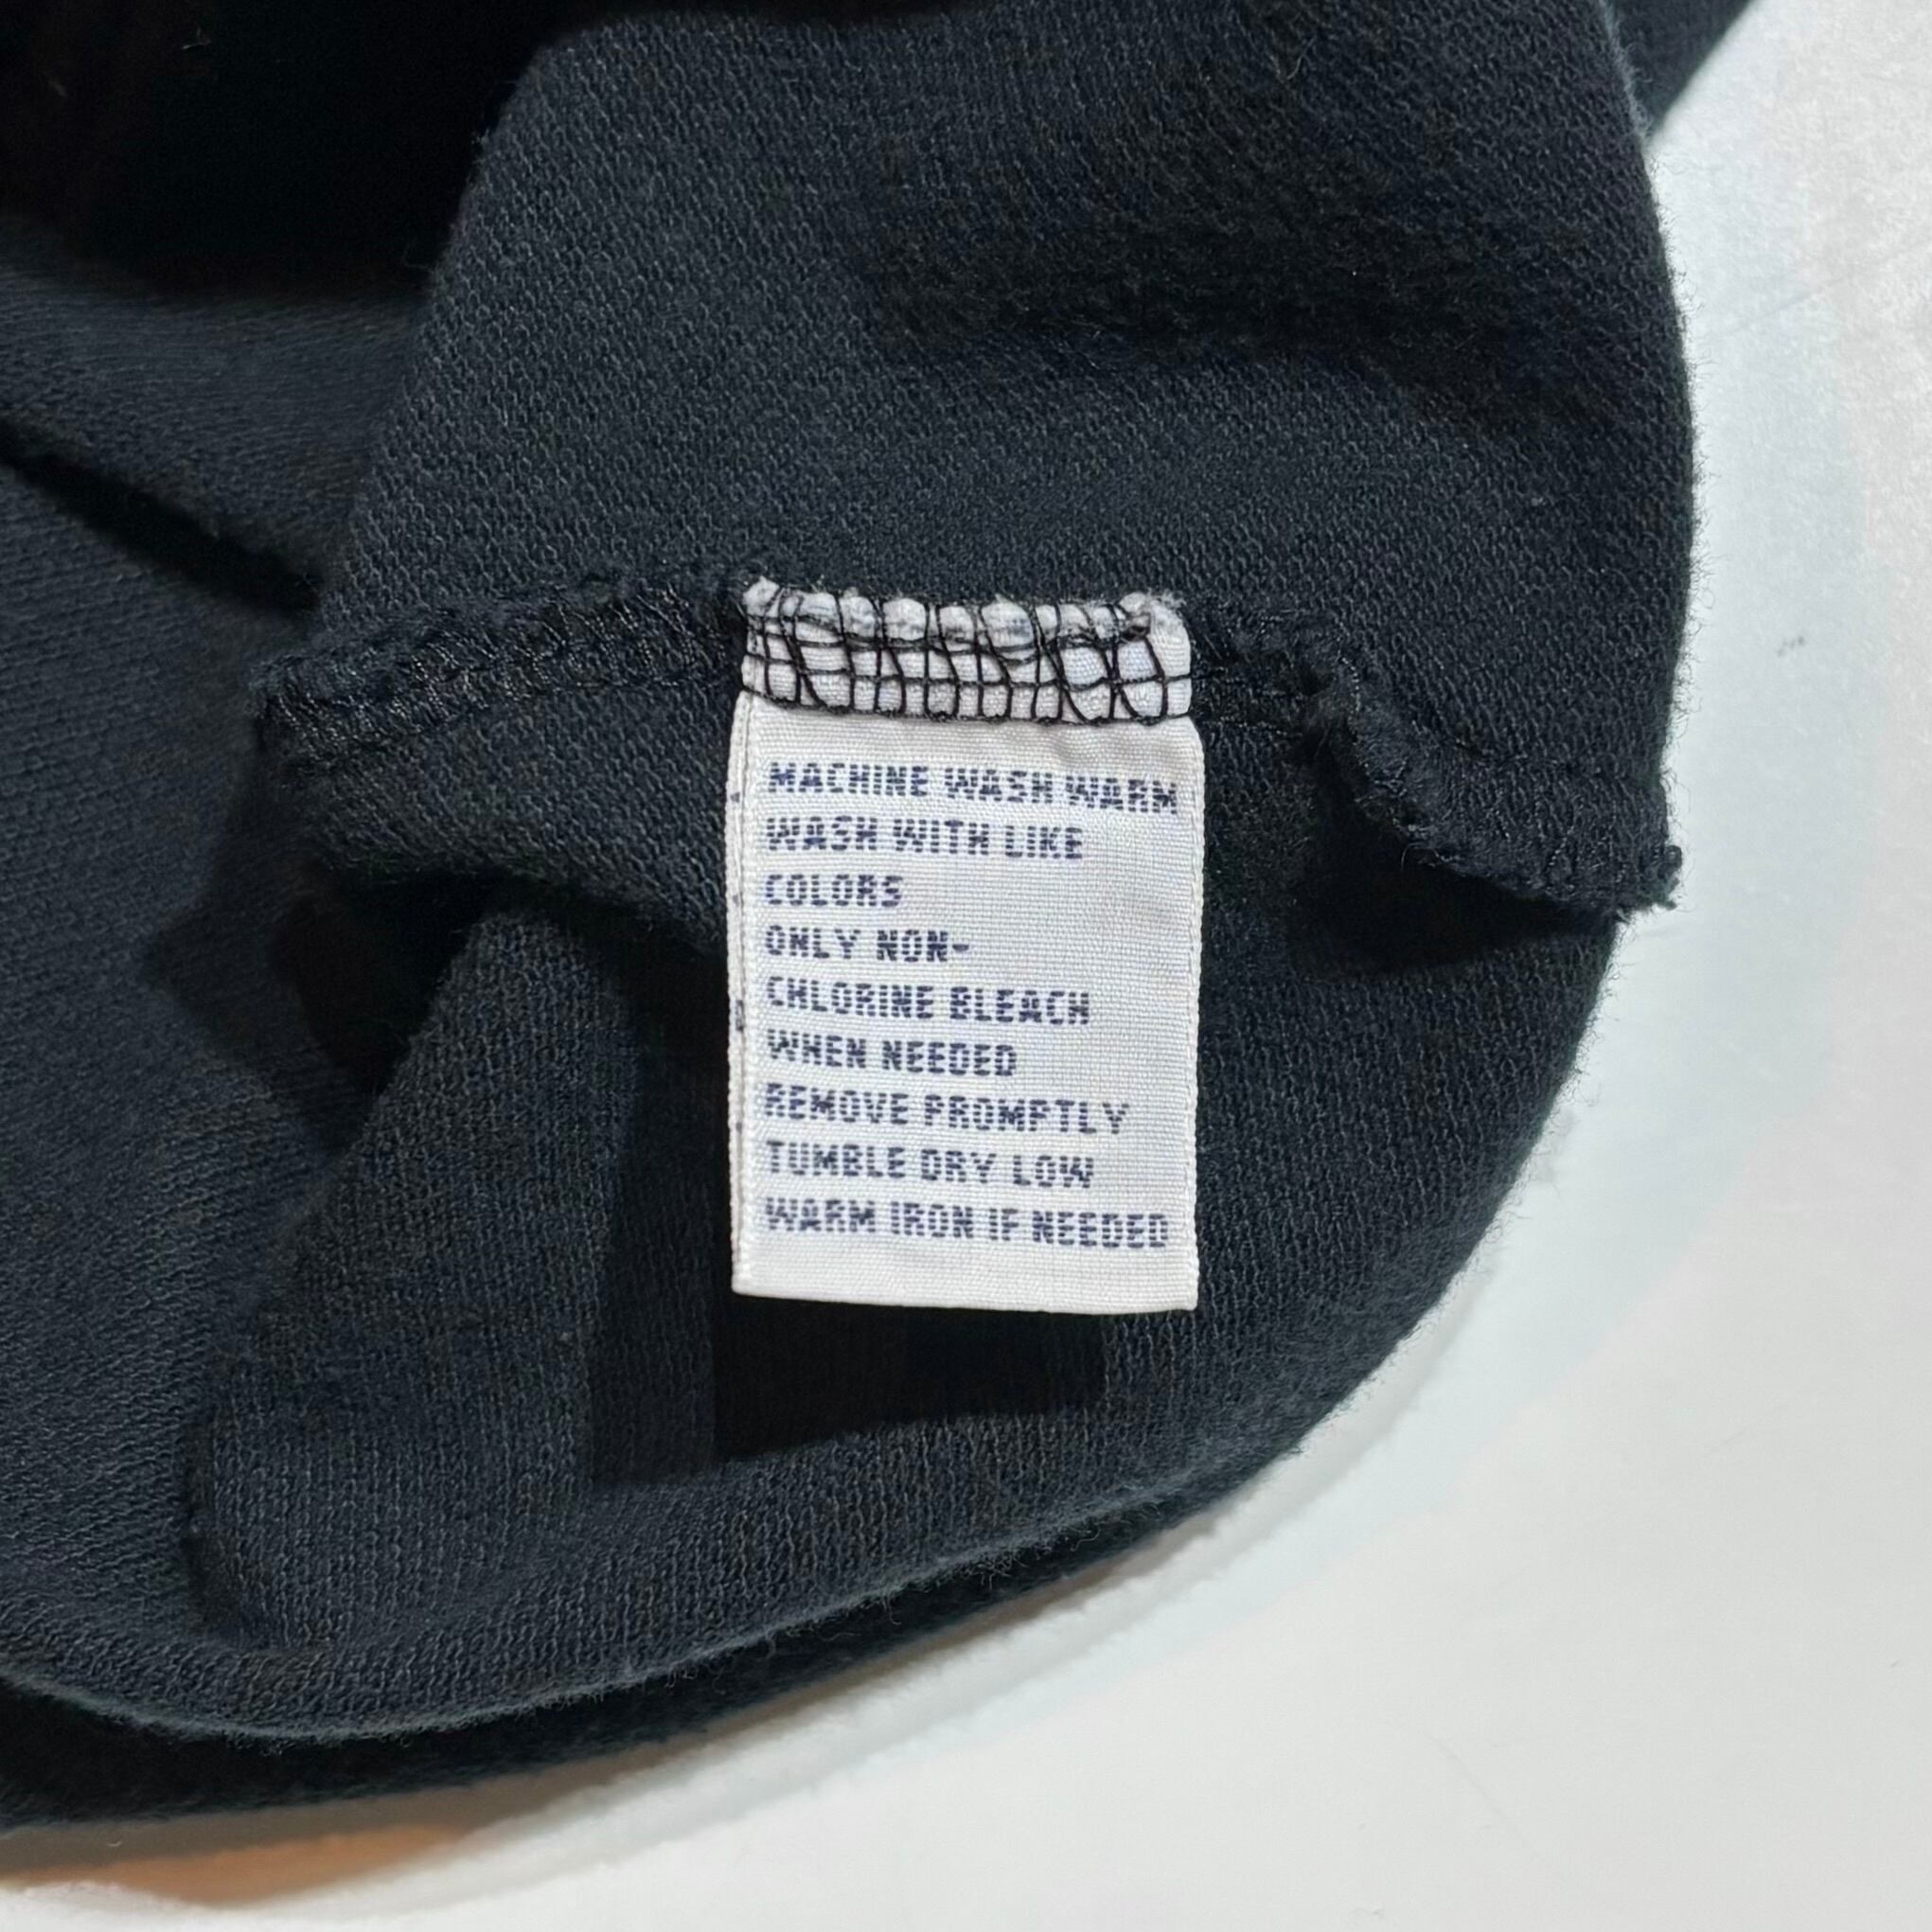 MACHINE WASH WARM
WASH WITH LIKE
COLORS
ONLY NON-
CHLORINE BLEACH
WHEN NEEDED
REMOVE PROMPTLY
TUMBLE DRY LOW
WARM IRON IF NEEDED